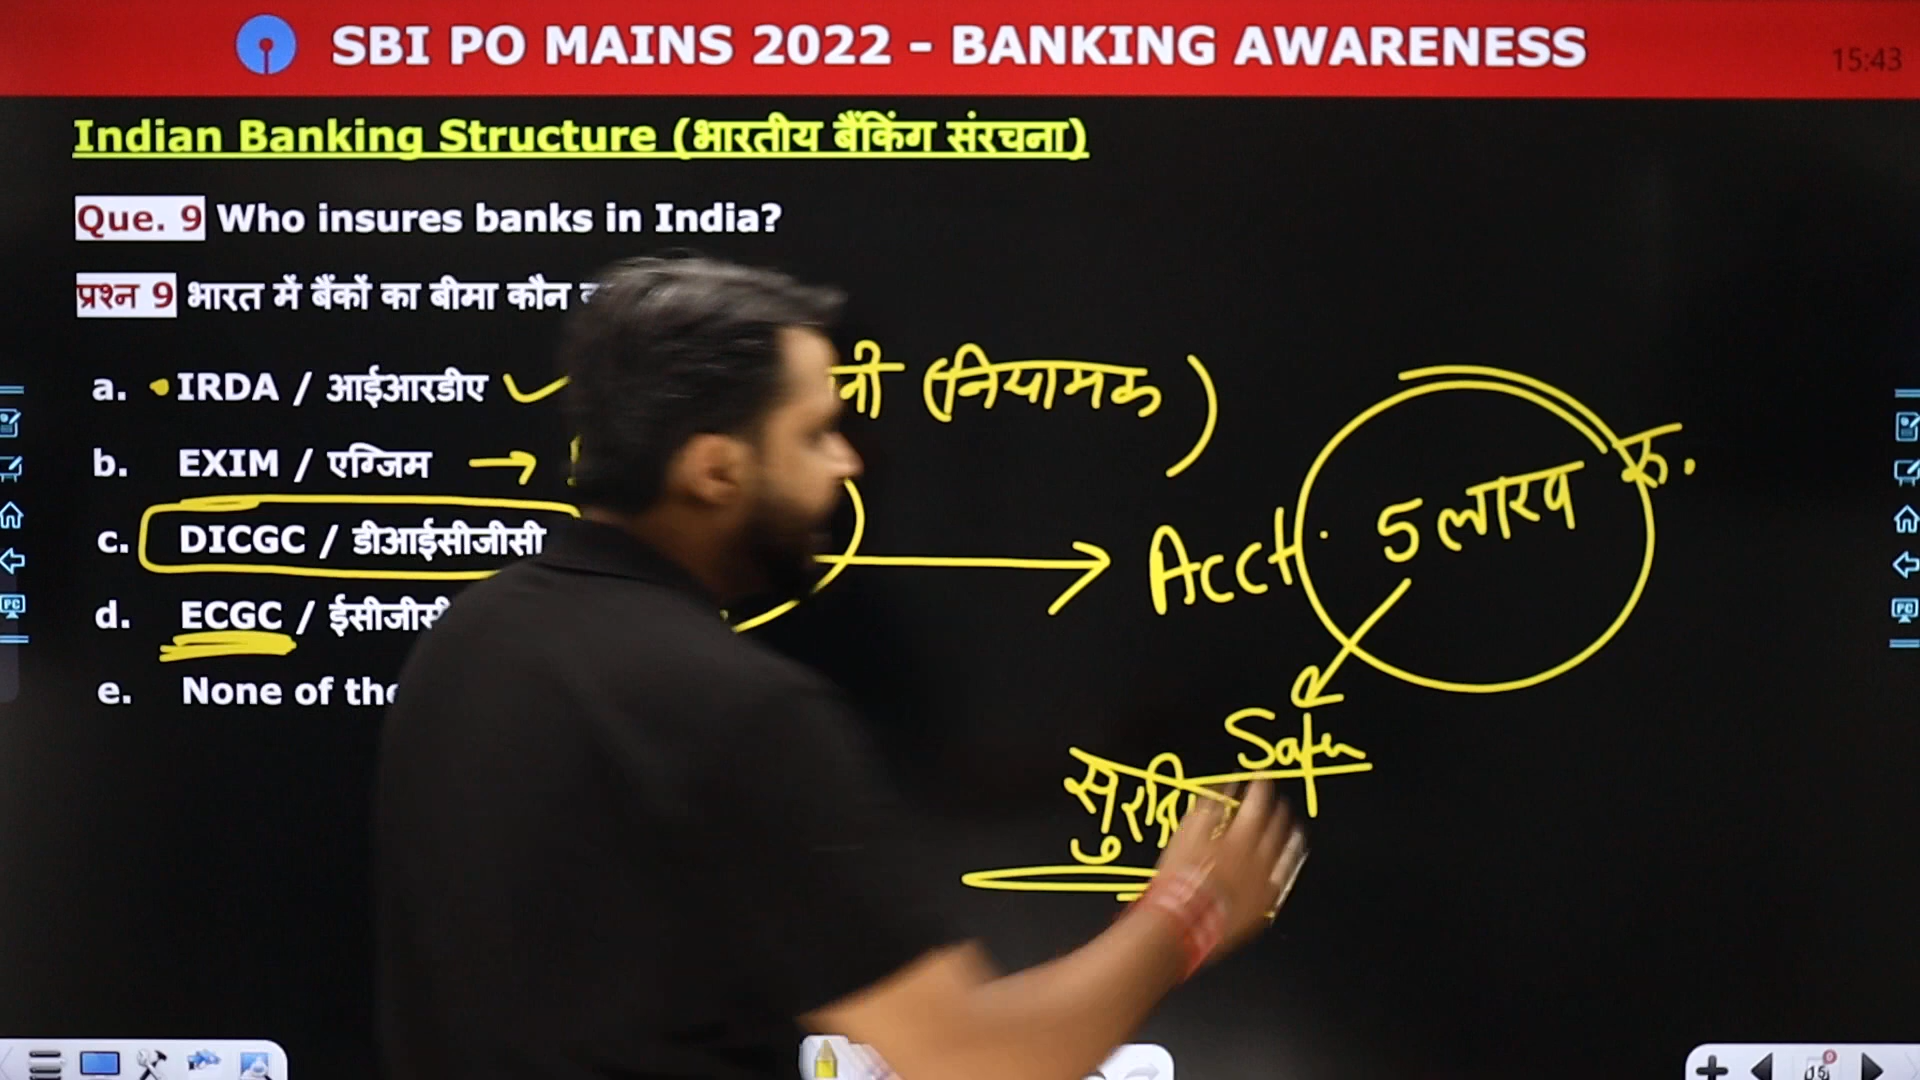 SBI PO MAINS 2022 - BANKING AWARENESS
15:43
Indian Banking Structure (भारतीय बैंकिंग संरचना)
Que. 9 Who insures banks in India?
प्रश्न 9 भारत में बैंकों का बीमा कौन
a. IRDA / आईआरडीए
(नियामक)
b. EXIM / एग्जिम
c. DICGC / डीआईसीजीसी
Acct. 5 लाख रु.
d. ECGC / ईसीजीसी
e. None of the
Safe